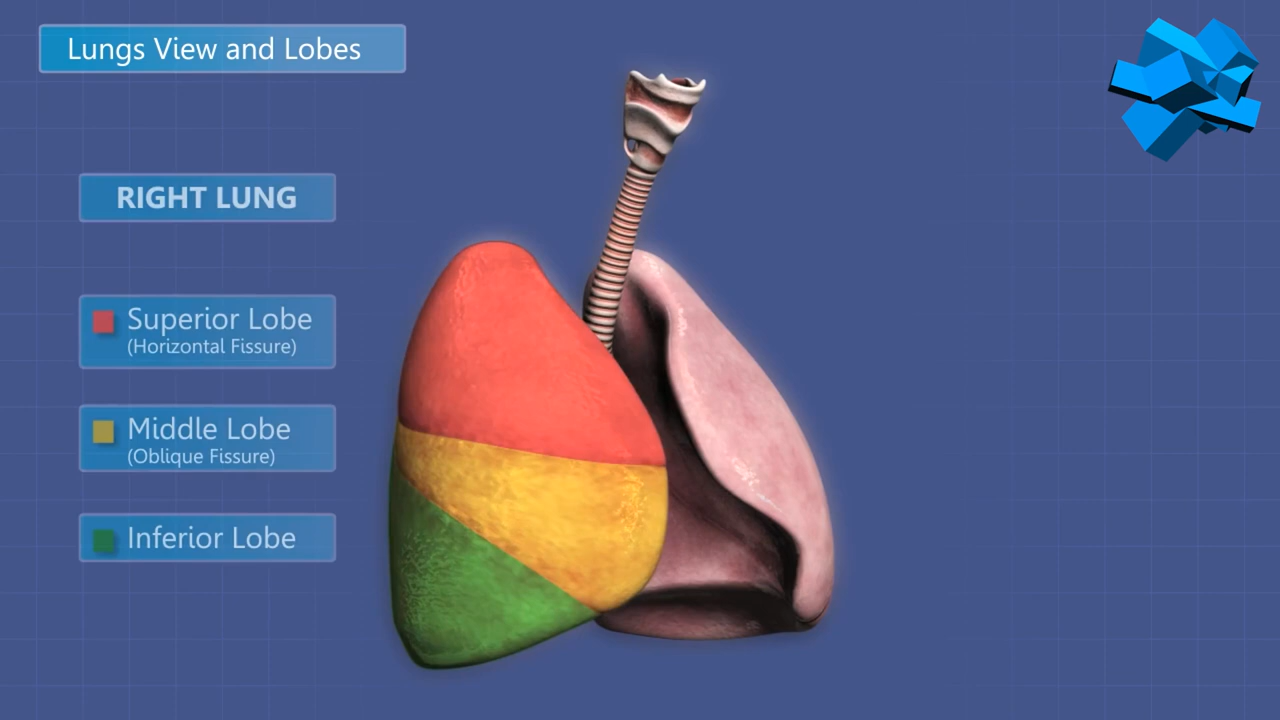 Lungs View and Lobes
RIGHT LUNG
Superior Lobe
(Horizontal Fissure)
Middle Lobe
(Oblique Fissure)
Inferior Lobe